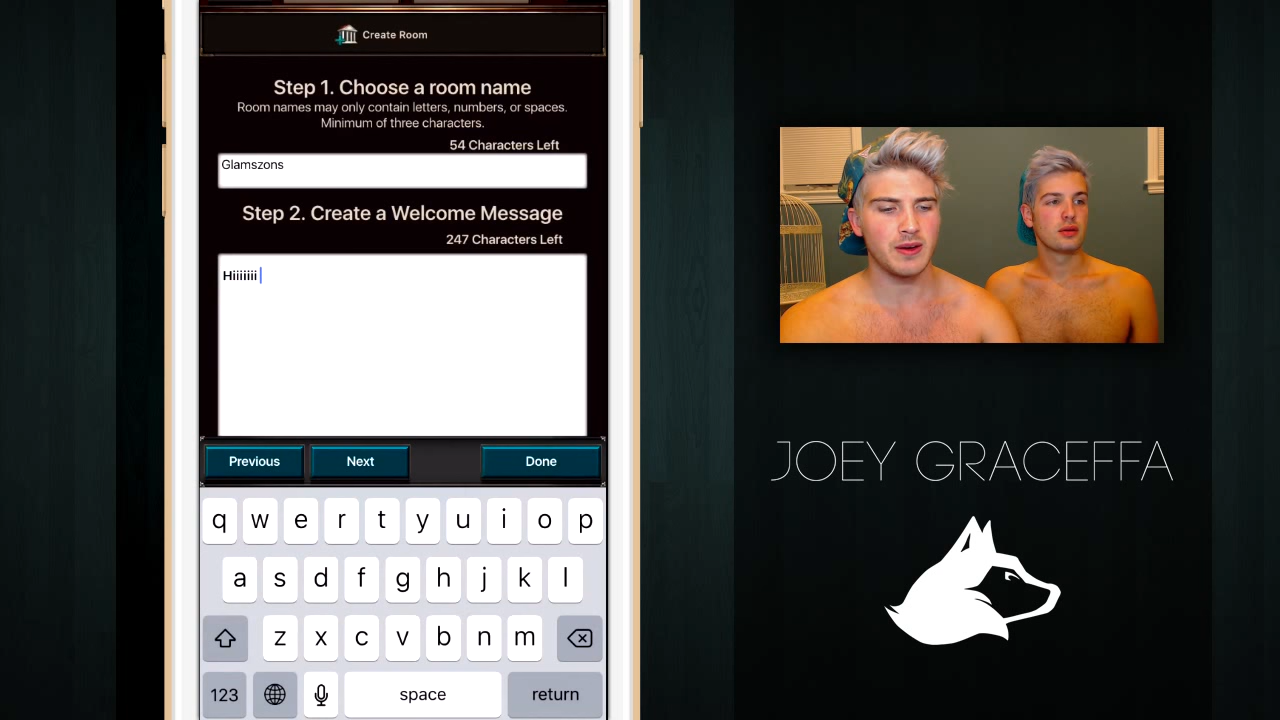 Create Room
Step 1. Choose a room name
Room names may only contain letters, numbers, or spaces.
Minimum of three characters.
54 Characters Left
Glamszons
Step 2. Create a Welcome Message
247 Characters Left
Hiiiiiii
Previous Next Done
q w e r t y u i o p
a s d f g h j k l
z x c v b n m
123 space return
JOEY GRACEFFA